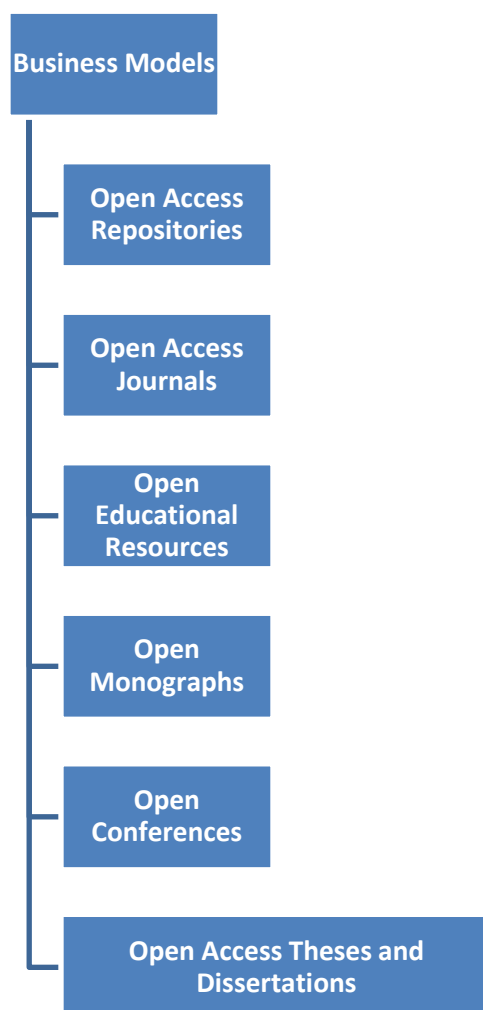 Business Models
Open Access
Repositories
Open Access
Journals
Open
Educational
Resources
Open
Monographs
Open
Conferences
Open Access Theses and
Dissertations